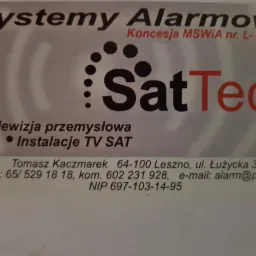 ystemy Alarmow
Koncesja MSWiA nr. L-
SatTec
lewizja przemysłowa
• Instalacje TV SAT
Tomasz Kaczmarek 64-100 Leszno, ul. Łużycka 3
: 65/ 529 18 18, kom. 602 231 928, e-mail: alarm@p
NIP 697-103-14-95